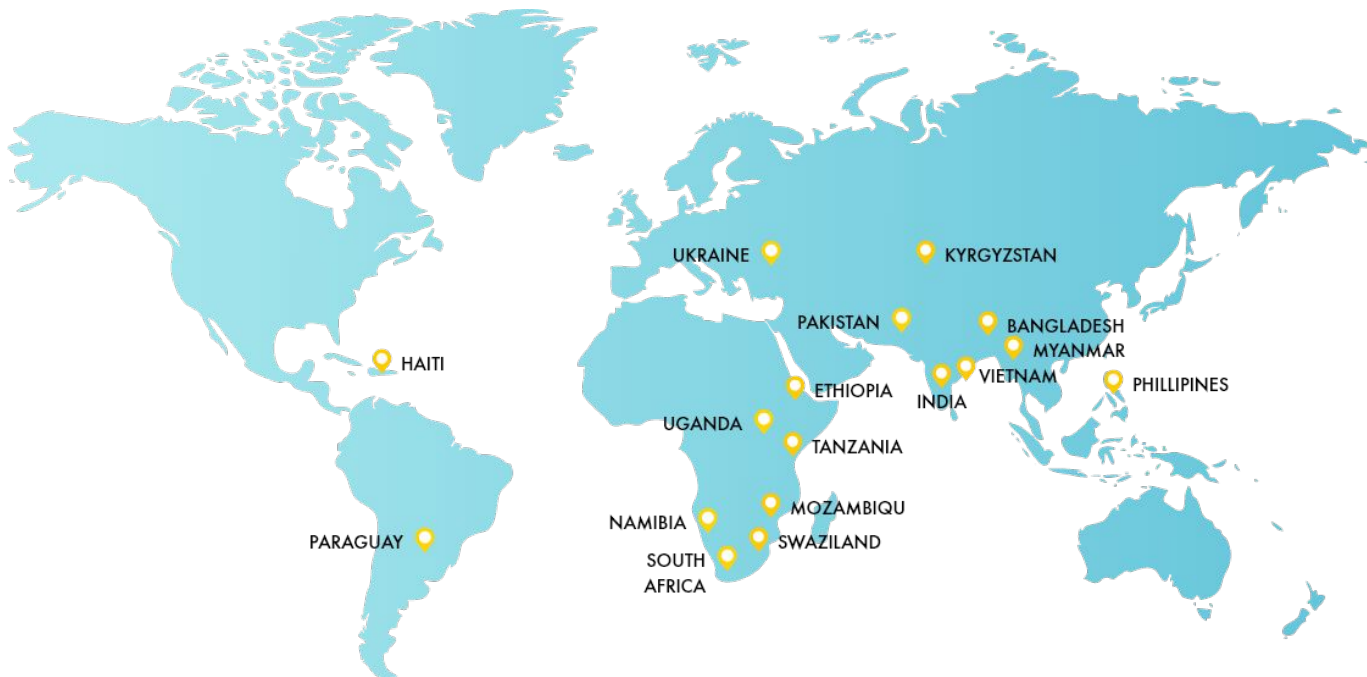 UKRAINE
KYRGYZSTAN
PAKISTAN
BANGLADESH
MYANMAR
HAITI
VIETNAM
PHILLIPINES
ETHIOPIA
INDIA
UGANDA
TANZANIA
MOZAMBIQU
NAMIBIA
PARAGUAY
SWAZILAND
SOUTH
AFRICA